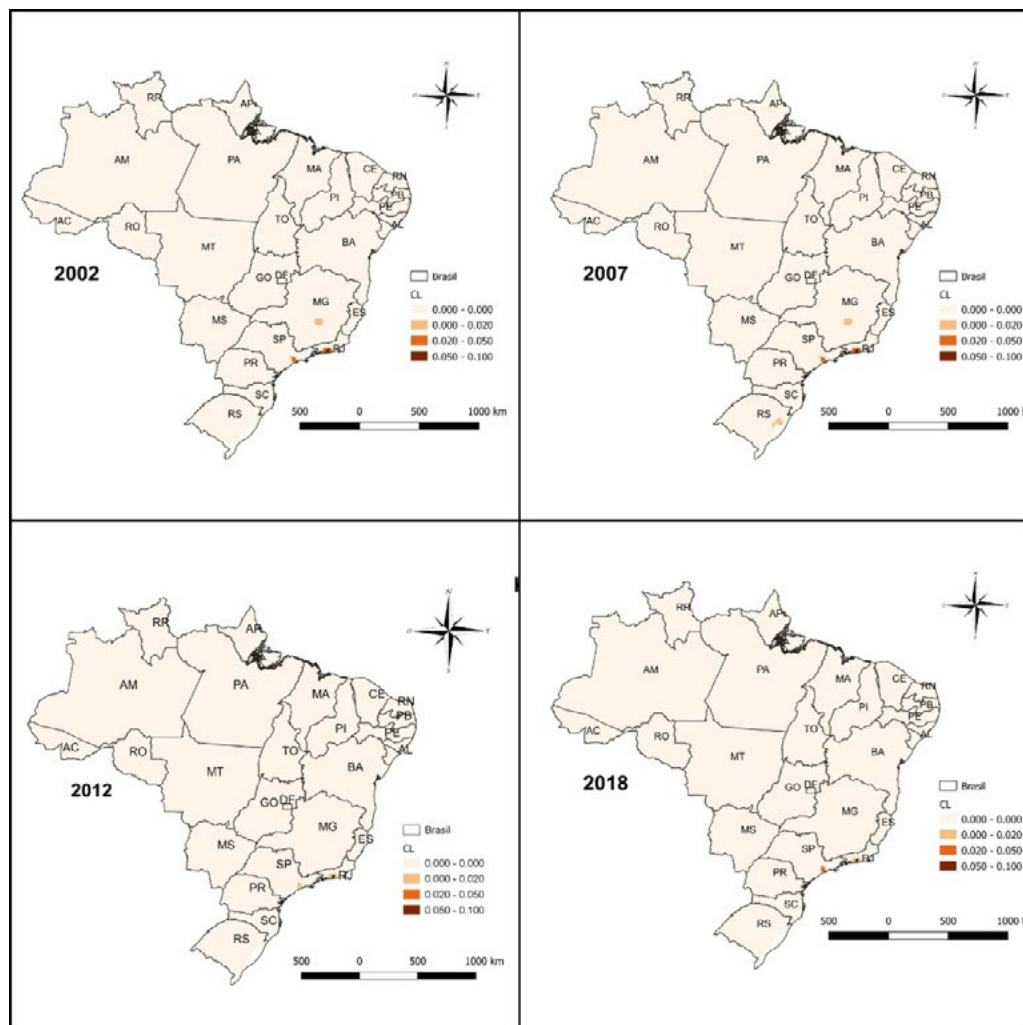 N
O E
S
RR
AP
AM
PA
MA
CE
RN
PB
PE
AL
PI
AC
RO
TO
MT
BA
2002
GO DF
MG
ES
MS
SP
RJ
PR
SC
RS
Brasil
CL
0.000 - 0.000
0.000 - 0.020
0.020 - 0.050
0.050 - 0.100
500 0 500 1000 km
RR
AP
AM
PA
MA
CE
RN
PB
PE
AL
PI
AC
RO
TO
MT
BA
2007
GO DF
MG
ES
MS
SP
RJ
PR
SC
RS
Brasil
CL
0.000 - 0.000
0.000 - 0.020
0.020 - 0.050
0.050 - 0.100
500 0 500 1000
RR
AP
AM
PA
MA
CE
RN
PB
PE
AL
PI
AC
RO
TO
MT
BA
2012
GO DF
MG
ES
MS
SP
RJ
PR
SC
RS
Brasil
CL
0.000 - 0.000
0.000 - 0.020
0.020 - 0.050
0.050 - 0.100
500 0 500 1000 km
RR
AP
AM
PA
MA
CE
RN
PB
PE
AL
PI
AC
RO
TO
MT
BA
2018
GO DF
MG
ES
MS
SP
RJ
PR
SC
RS
Brasil
CL
0.000 - 0.000
0.000 - 0.020
0.020 - 0.050
0.050 - 0.100
500 0 500 1000